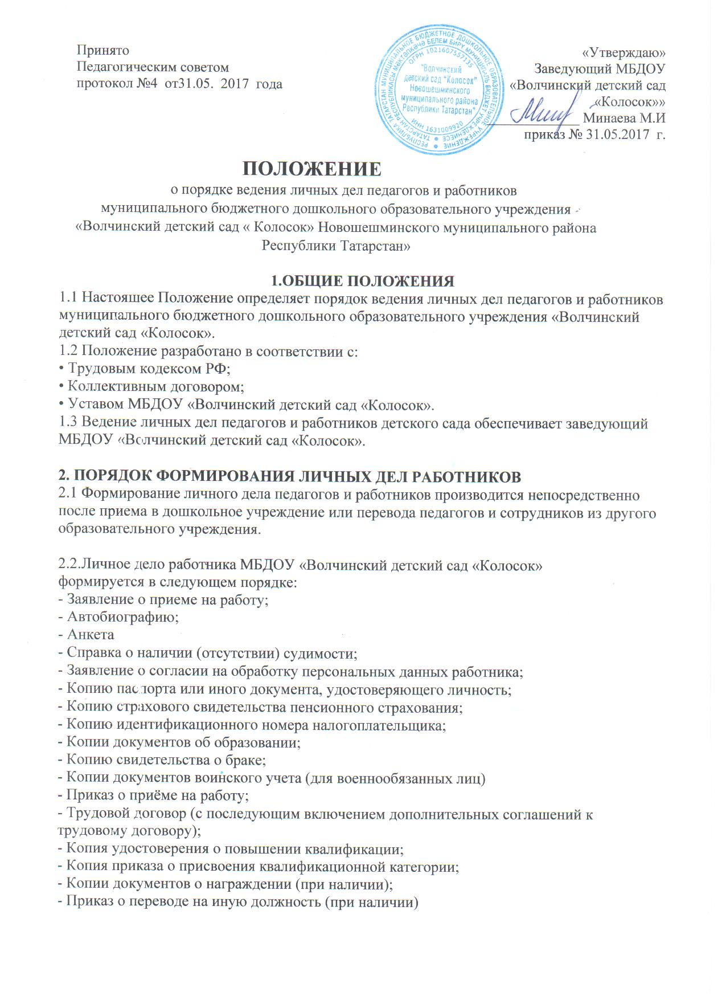 Принято
Педагогическим советом
протокол №4 от31.05. 2017 года
«Утверждаю»
Заведующий МБДОУ
«Волчинский детский сад
«Колосок»»
Минаева М.И
приказ № 31.05.2017 г.
ОГРН 1021607557135
"Волчинский
детский сад "Колосок"
Новошешминского
муниципального района
Республики Татарстан"
ИНН 1631009920
ПОЛОЖЕНИЕ
о порядке ведения личных дел педагогов и работников
муниципального бюджетного дошкольного образовательного учреждения -
«Волчинский детский сад « Колосок» Новошешминского муниципального района
Республики Татарстан»
1.ОБЩИЕ ПОЛОЖЕНИЯ
1.1 Настояшее Положение определяет порядок ведения личных дел педагогов и работников
муниципального бюджетного дошкольного образовательного учреждения «Волчинский
детский сад «Колосок».
1.2 Положение разработано в соответствии с:
• Трудовым кодексом РФ;
• Коллективным договором;
• Уставом МБДОУ «Волчинский детский сад «Колосок».
1.3 Ведение личных дел педагогов и работников детского сада обеспечивает заведующий
МБДОУ «Волчинский детский сад «Колосок».
2. ПОРЯДОК ФОРМИРОВАНИЯ ЛИЧНЫХ ДЕЛ РАБОТНИКОВ
2.1 Формирование личного дела педагогов и работников производится непосредственно
после приема в дошкольное учреждение или перевода педагогов и сотрудников из другого
образовательного учреждения.
2.2.Личное дело работника МБДОУ «Волчинский детский сад «Колосок»
формируется в следующем порядке:
- Заявление о приеме на работу;
- Автобиографию;
- Анкета
- Справка о наличии (отсутствии) судимости;
- Заявление о согласии на обработку персональных данных работника;
- Копию паспорта или иного документа, удостоверяющего личность;
- Копию страхового свидетельства пенсионного страхования;
- Копию идентификационного номера налогоплательщика;
- Копии документов об образовании;
- Копию свидетельства о браке;
- Копии документов воинского учета (для военнообязанных лиц)
- Приказ о приёме на работу;
- Трудовой договор (с последующим включением дополнительных соглашений к
трудовому договору);
- Копия удостоверения о повышении квалификации;
- Копия приказа о присвоения квалификационной категории;
- Копии документов о награждении (при наличии);
- Приказ о переводе на иную должность (при наличии)